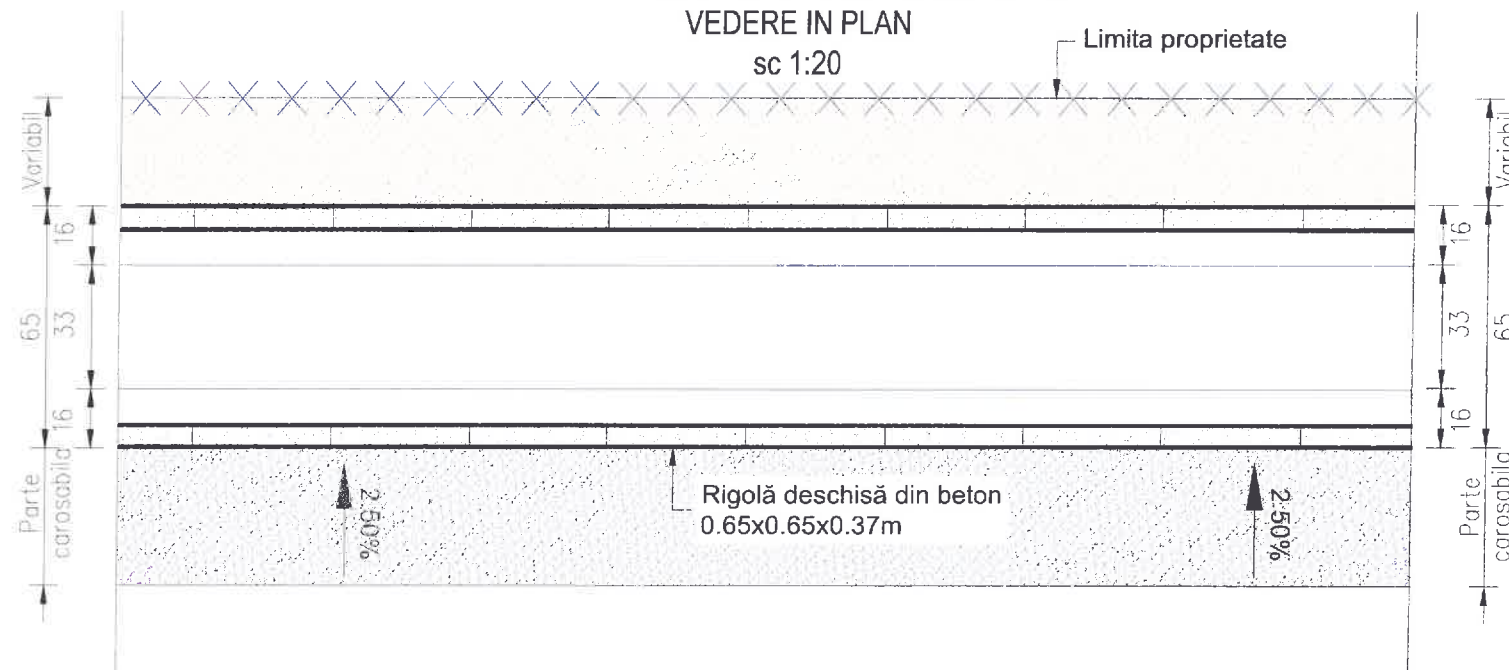 VEDERE IN PLAN
sc 1:20
Limita proprietate
Variabil
Variabil
16
16
65
33
33
65
16
16
Parte
carosabila
2.50%
Rigolă deschisă din beton
0.65x0.65x0.37m
2.50%
Parte
carosabila